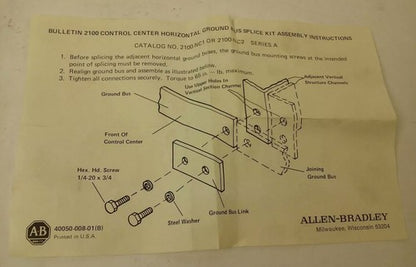 BULLETIN 2100 CONTROL CENTER HORIZONTAL GROUND BUS SPLICE KIT ASSEMBLY INSTRUCTIONS
CATALOG NO. 2100-NC1 OR 2100-NC2 SERIES A
1. Before splicing the adjacent horizontal ground buses, the ground bus mounting screws at the intended
point of splicing must be removed.
2. Realign ground bus and assemble as illustrated below.
3. Tighten all connections securely. Torque to 65 in - lb. maximum.
Use Upper Holes in
Vertical Section Channel
Adjacent Vertical
Structure Channels
Ground Bus
Front Of
Control Center
Hex. Hd. Screw
1/4-20 x 3/4
Joining
Ground Bus
Ground Bus Link
Steel Washer
AB
40050-008-01(B)
Printed in U.S.A.
ALLEN-BRADLEY
Milwaukee, Wisconsin 53204